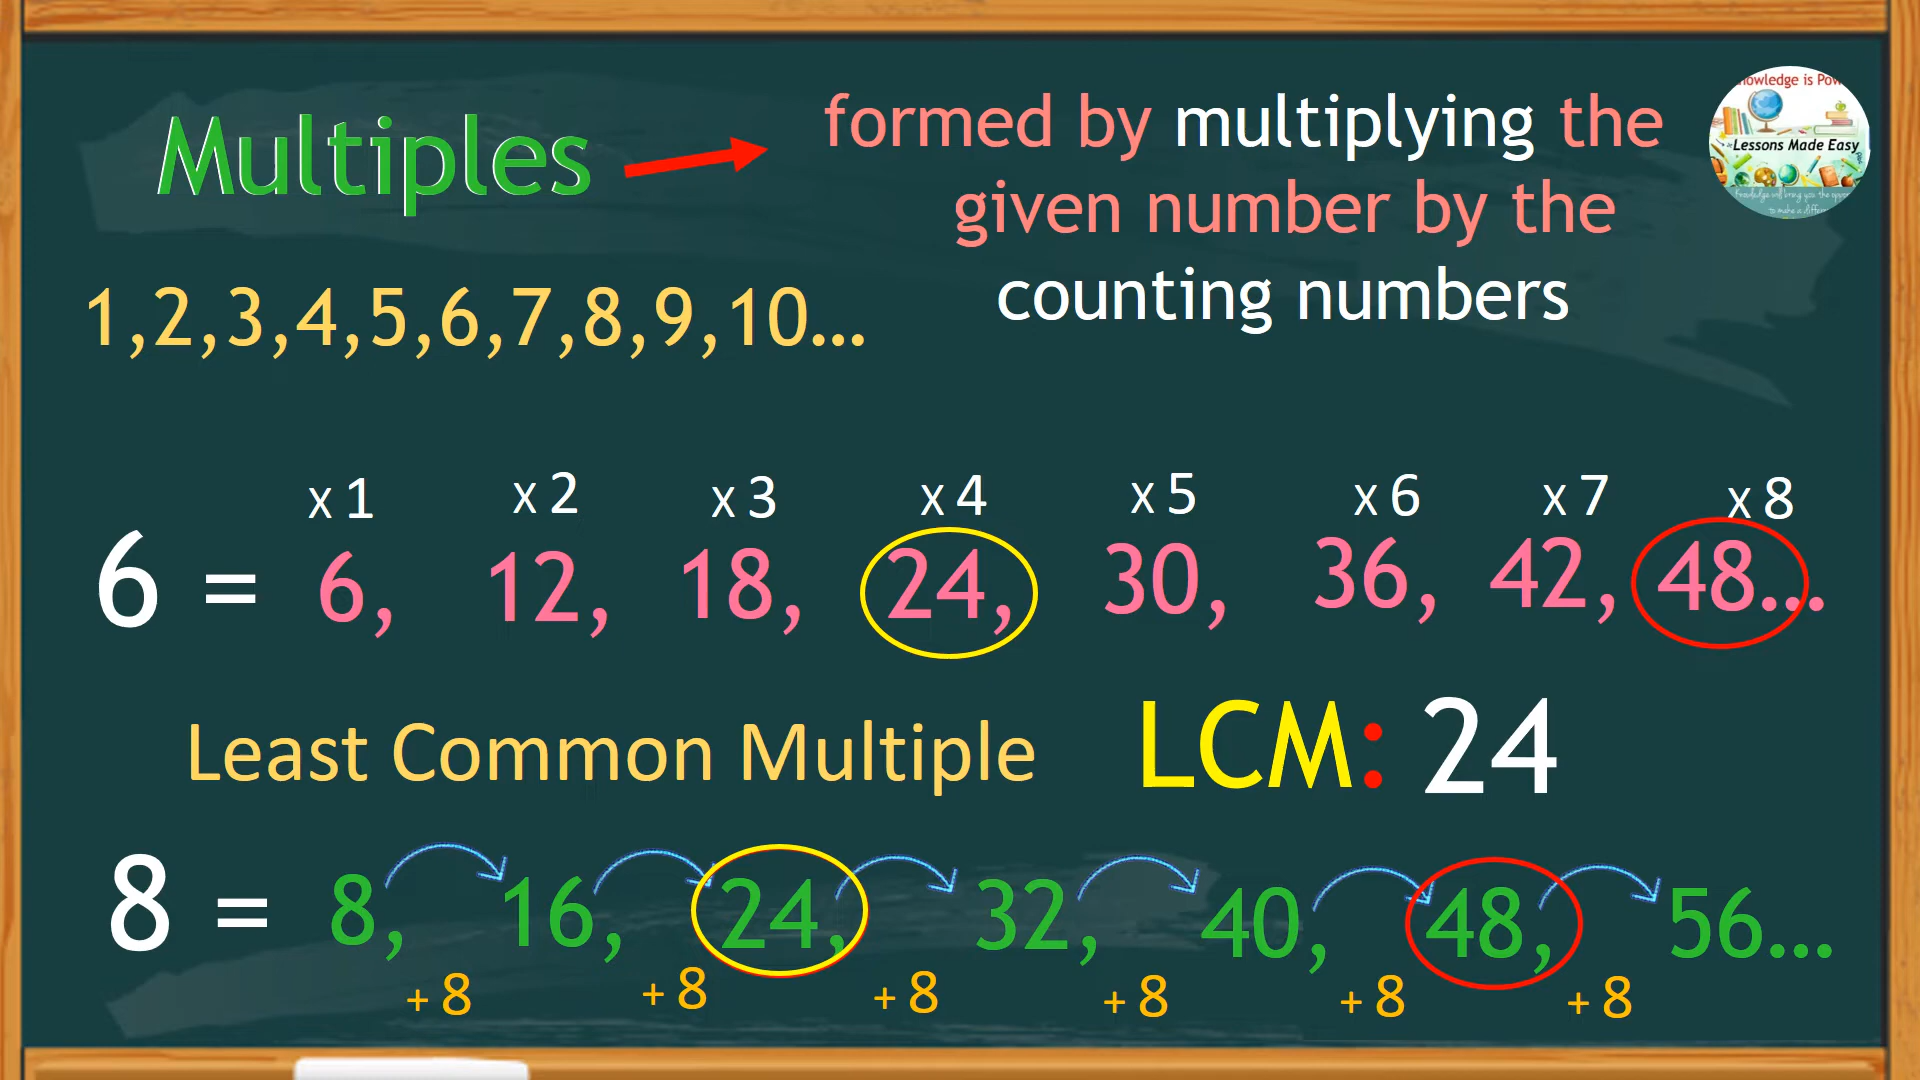 Multiples
formed by multiplying the
given number by the
counting numbers
Lessons Made Easy
1,2,3,4,5,6,7,8,9,10...
x 1 x 2 x 3 x 4 x 5 x 6 x 7 x 8
6 = 6, 12, 18, 24, 30, 36, 42, 48...
Least Common Multiple LCM: 24
8 = 8, 16, 24, 32, 40, 48, 56...
+ 8 + 8 + 8 + 8 + 8 + 8